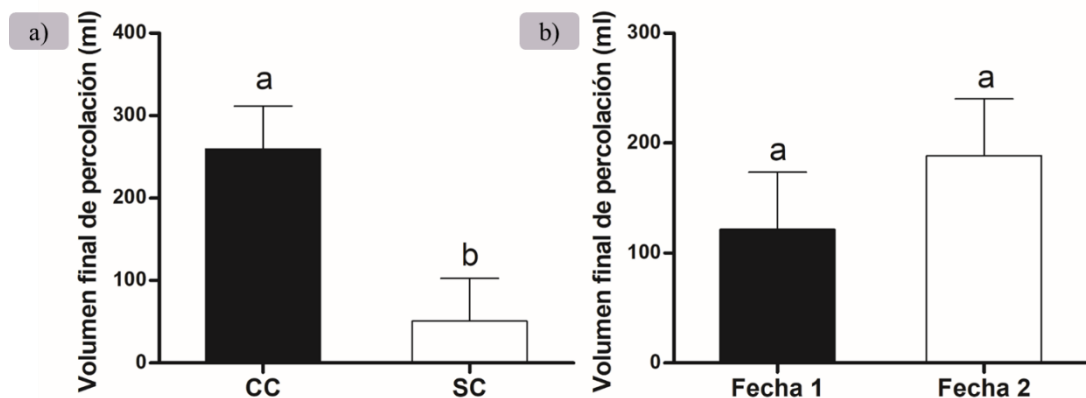 a)
Volumen final de percolación (ml)
400
300
200
100
0
a
b
CC
SC
b)
Volumen final de percolación (ml)
300
200
100
0
a
a
Fecha 1
Fecha 2